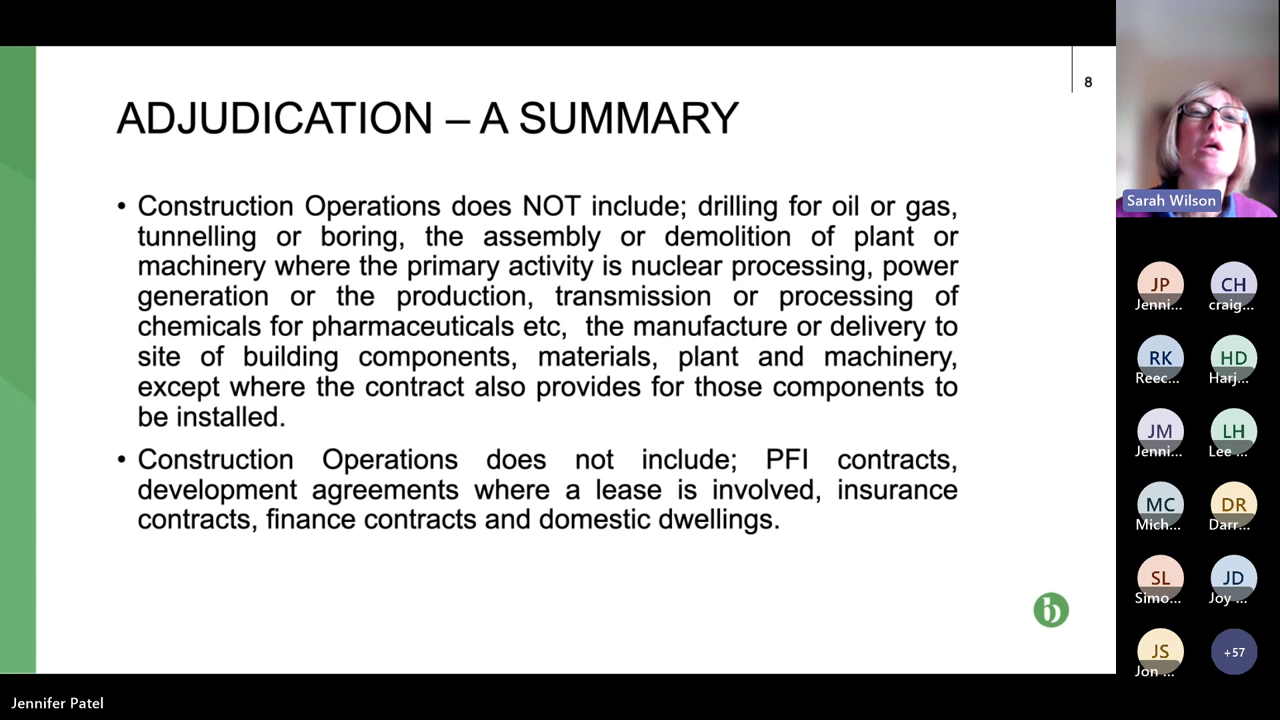 8
ADJUDICATION – A SUMMARY
• Construction Operations does NOT include; drilling for oil or gas,
tunnelling or boring, the assembly or demolition of plant or
machinery where the primary activity is nuclear processing, power
generation or the production, transmission or processing of
chemicals for pharmaceuticals etc, the manufacture or delivery to
site of building components, materials, plant and machinery,
except where the contract also provides for those components to
be installed.
• Construction Operations does not include; PFI contracts,
development agreements where a lease is involved, insurance
contracts, finance contracts and domestic dwellings.
b
Sarah Wilson
JP
Jenni...
CH
craig...
RK
Reec...
HD
Harj...
JM
Jenni...
LH
Lee ...
MC
Mich...
DR
Darr...
SL
Simo...
JD
Joy ...
JS
Jon ...
+57
Jennifer Patel